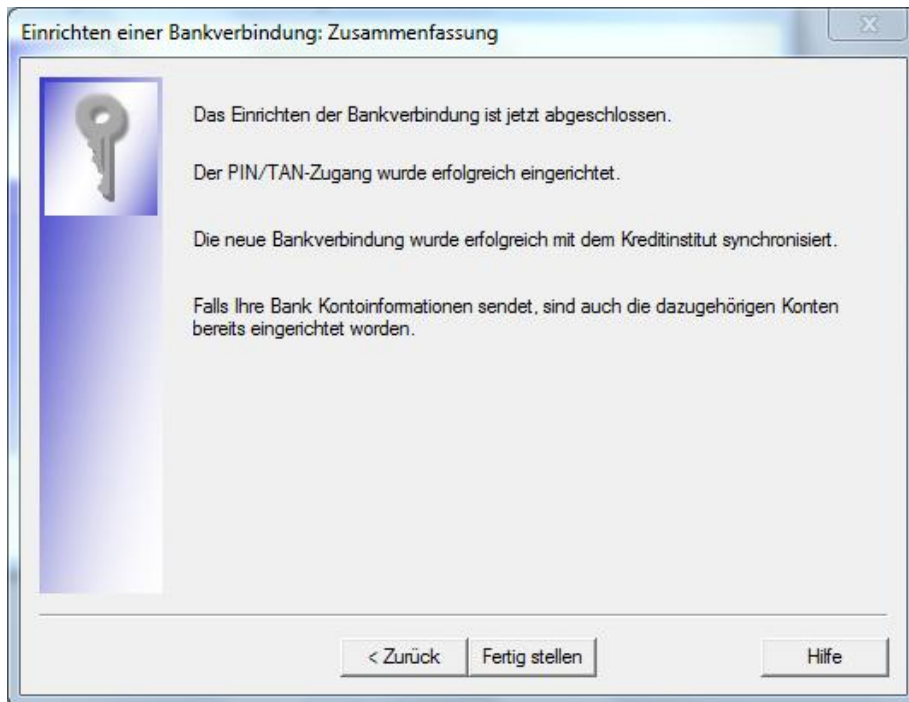 Einrichten einer Bankverbindung: Zusammenfassung
Das Einrichten der Bankverbindung ist jetzt abgeschlossen.
Der PIN/TAN-Zugang wurde erfolgreich eingerichtet.
Die neue Bankverbindung wurde erfolgreich mit dem Kreditinstitut synchronisiert.
Falls Ihre Bank Kontoinformationen sendet, sind auch die dazugehörigen Konten
bereits eingerichtet worden.
< Zurück Fertig stellen Hilfe